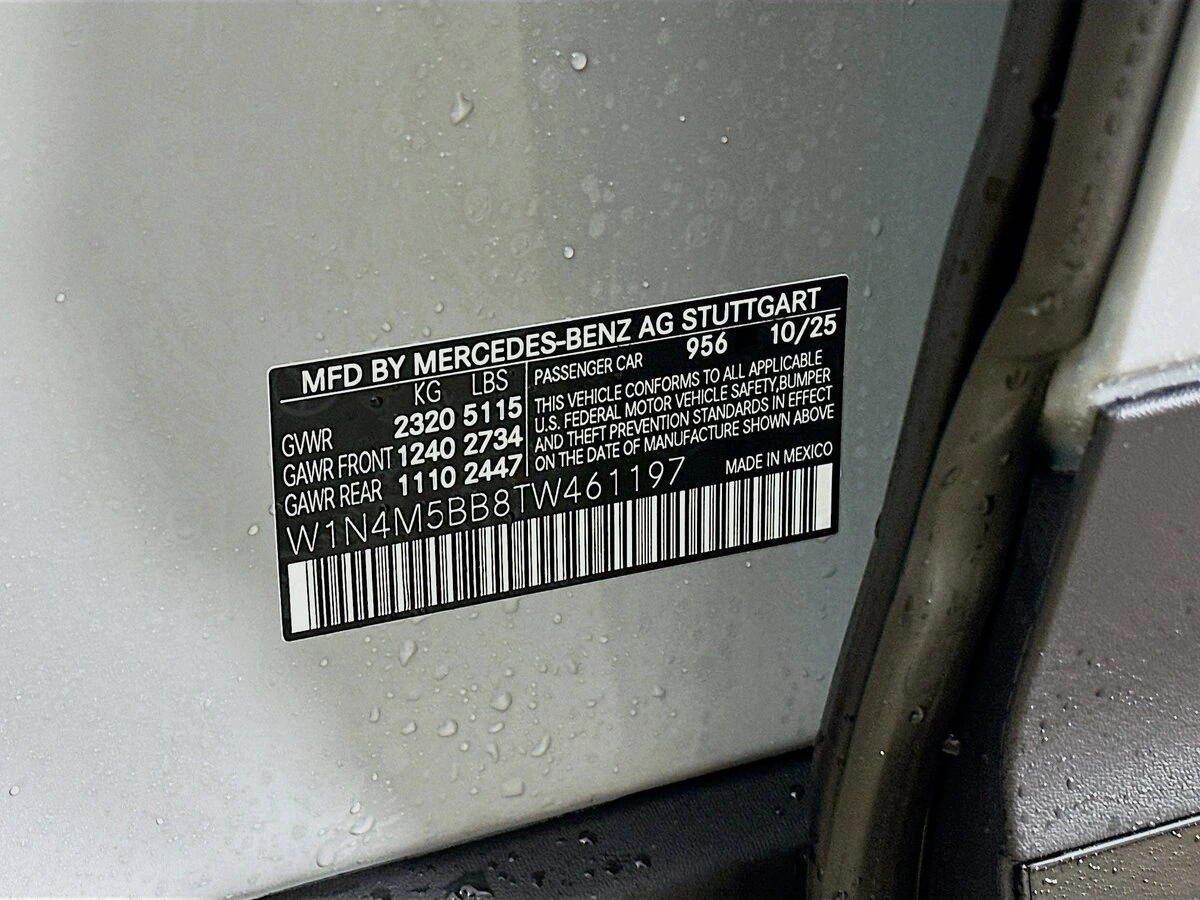 MFD BY MERCEDES-BENZ AG STUTTGART
KG LBS
GVWR 2320 5115
GAWR FRONT 1240 2734
GAWR REAR 1110 2447
PASSENGER CAR 956 10/25
THIS VEHICLE CONFORMS TO ALL APPLICABLE
U.S. FEDERAL MOTOR VEHICLE SAFETY,BUMPER
AND THEFT PREVENTION STANDARDS IN EFFECT
ON THE DATE OF MANUFACTURE SHOWN ABOVE
W1N4M5BB8TW461197 MADE IN MEXICO